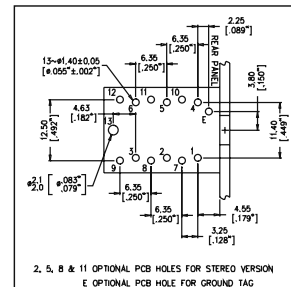 2.25
[.089"]
6.35
[.250"]
13~ø1,40±0,05
[ø.055"±.002"]
6,35
[.250"]
REAR PANEL
3.80
[.150"]
12 11 10
6 5 4
4.63
[.182"]
E
12.50
[.492"]
13
11.40
[.449"]
ø2.1
2.0
[ø.083"
.079"]
3 2 1
9 8 7
6.35
[.250"]
6.35
[.250"]
4.55
[.179"]
3.25
[.128"]
2, 5, 8 & 11 OPTIONAL PCB HOLES FOR STEREO VERSION
E OPTIONAL PCB HOLE FOR GROUND TAG